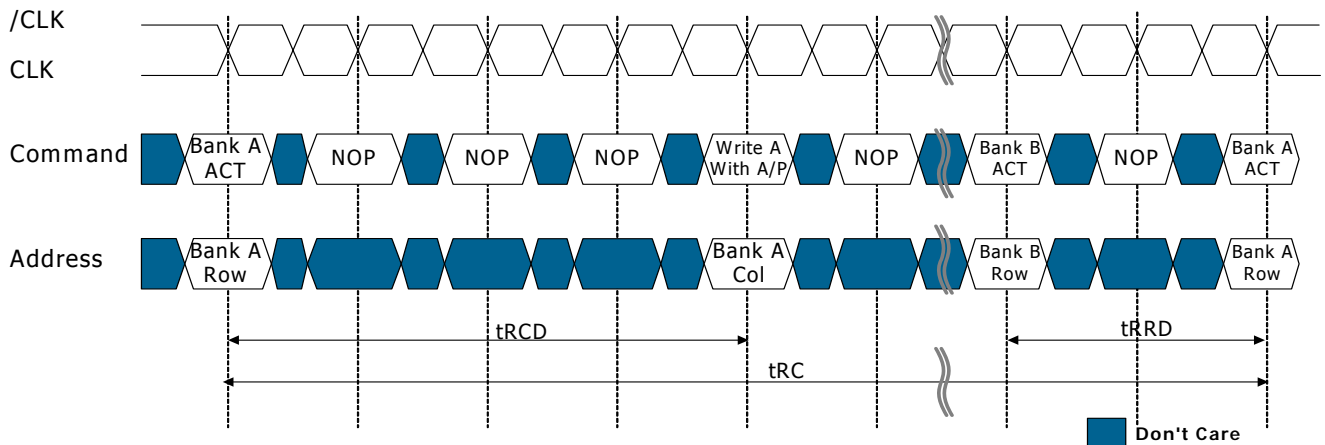 /CLK
CLK
Command
Bank A
ACT
NOP
NOP
NOP
Write A
With A/P
NOP
Bank B
ACT
NOP
Bank A
ACT
Address
Bank A
Row
Bank A
Col
Bank B
Row
Bank A
Row
tRCD
tRRD
tRC
Don't Care